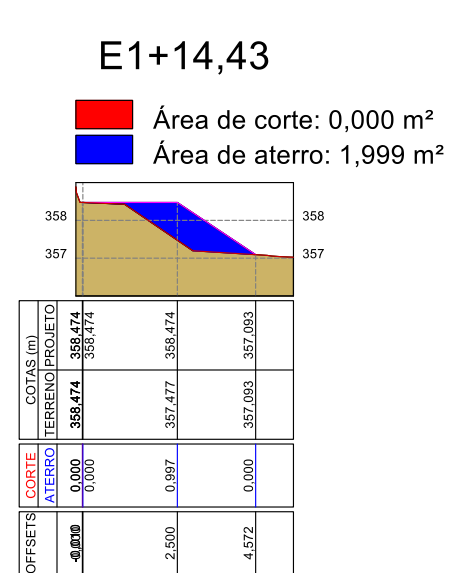 E1+14,43
Área de corte: 0,000 m²
Área de aterro: 1,999 m²
358
358
357
357
COTAS (m)
PROJETO
358,474
358,474
358,474
357,093
TERRENO
358,474
357,477
357,093
CORTE
ATERRO
0,000
0,000
0,997
0,000
OFFSETS
2,500
4,572